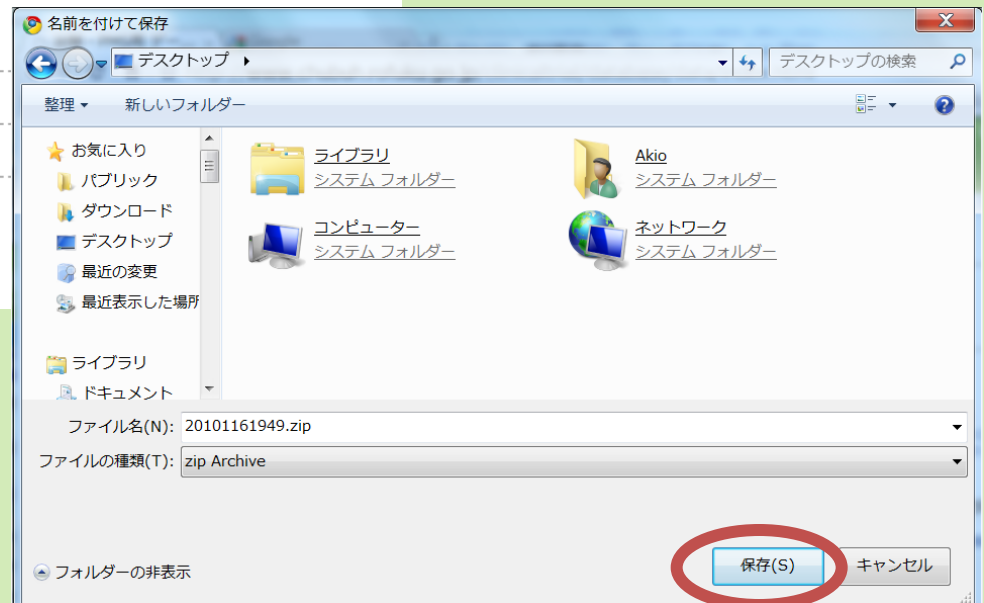 名前を付けて保存
デスクトップ
デスクトップの検索
整理
新しいフォルダー
お気に入り
パブリック
ダウンロード
デスクトップ
最近の変更
最近表示した場所
ライブラリ
ドキュメント
ライブラリ
システム フォルダー
Akio
システム フォルダー
コンピューター
システム フォルダー
ネットワーク
システム フォルダー
ファイル名(N): 20101161949.zip
ファイルの種類(T): zip Archive
フォルダーの非表示
保存(S)
キャンセル